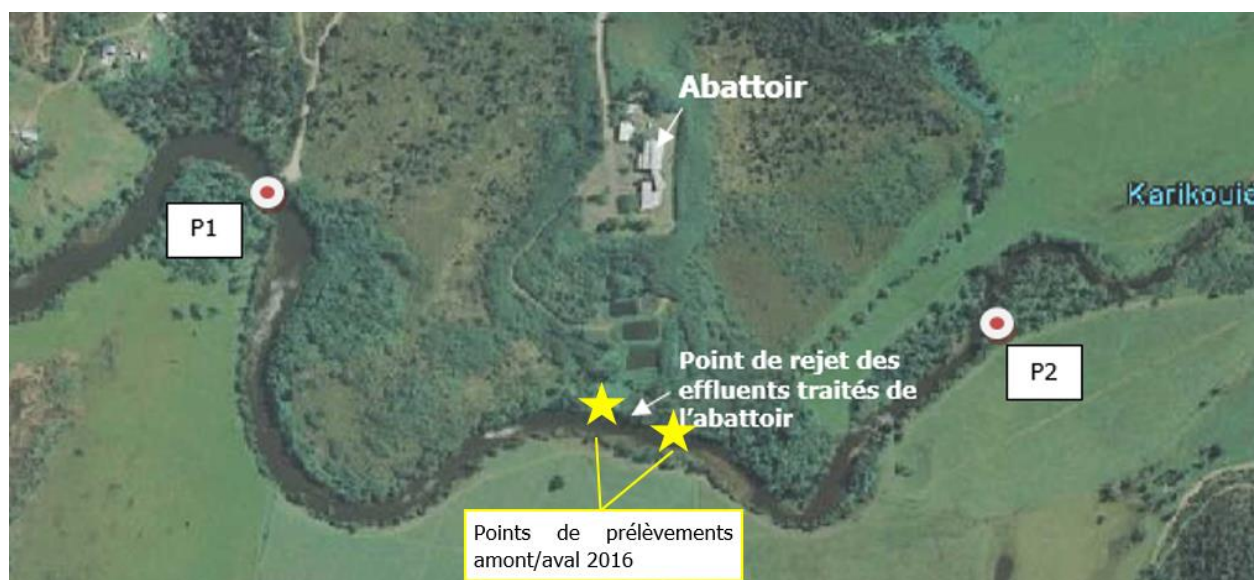 Abattoir
Karikouie
P1
Point de rejet des
effluents traités de
l'abattoir
P2
Points de prélèvements
amont/aval 2016